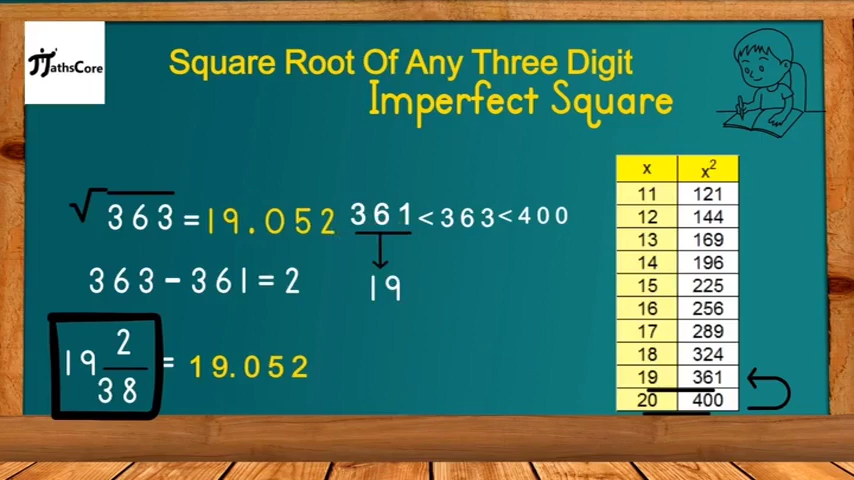 πathsCore
Square Root Of Any Three Digit
Imperfect Square
√363 = 19.052
361 < 363 < 400
19
363 - 361 = 2
19 2/38 = 19.052
x x²
11 121
12 144
13 169
14 196
15 225
16 256
17 289
18 324
19 361
20 400